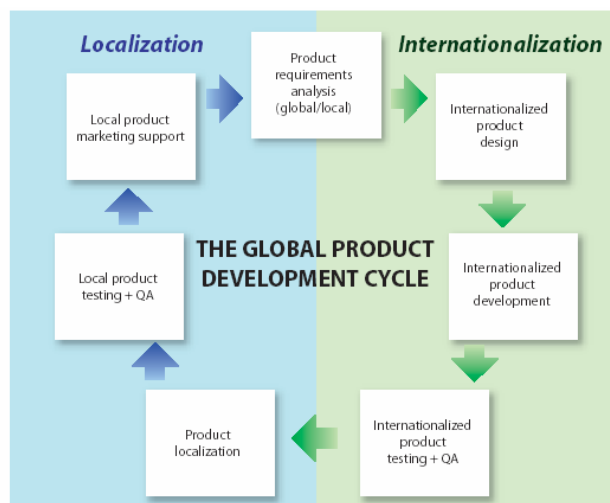 Localization
Internationalization
Product
requirements
analysis
(global/local)
Internationalized
product
design
Internationalized
product
development
Internationalized
product
testing + QA
Product
localization
Local product
testing + QA
Local product
marketing support
THE GLOBAL PRODUCT
DEVELOPMENT CYCLE